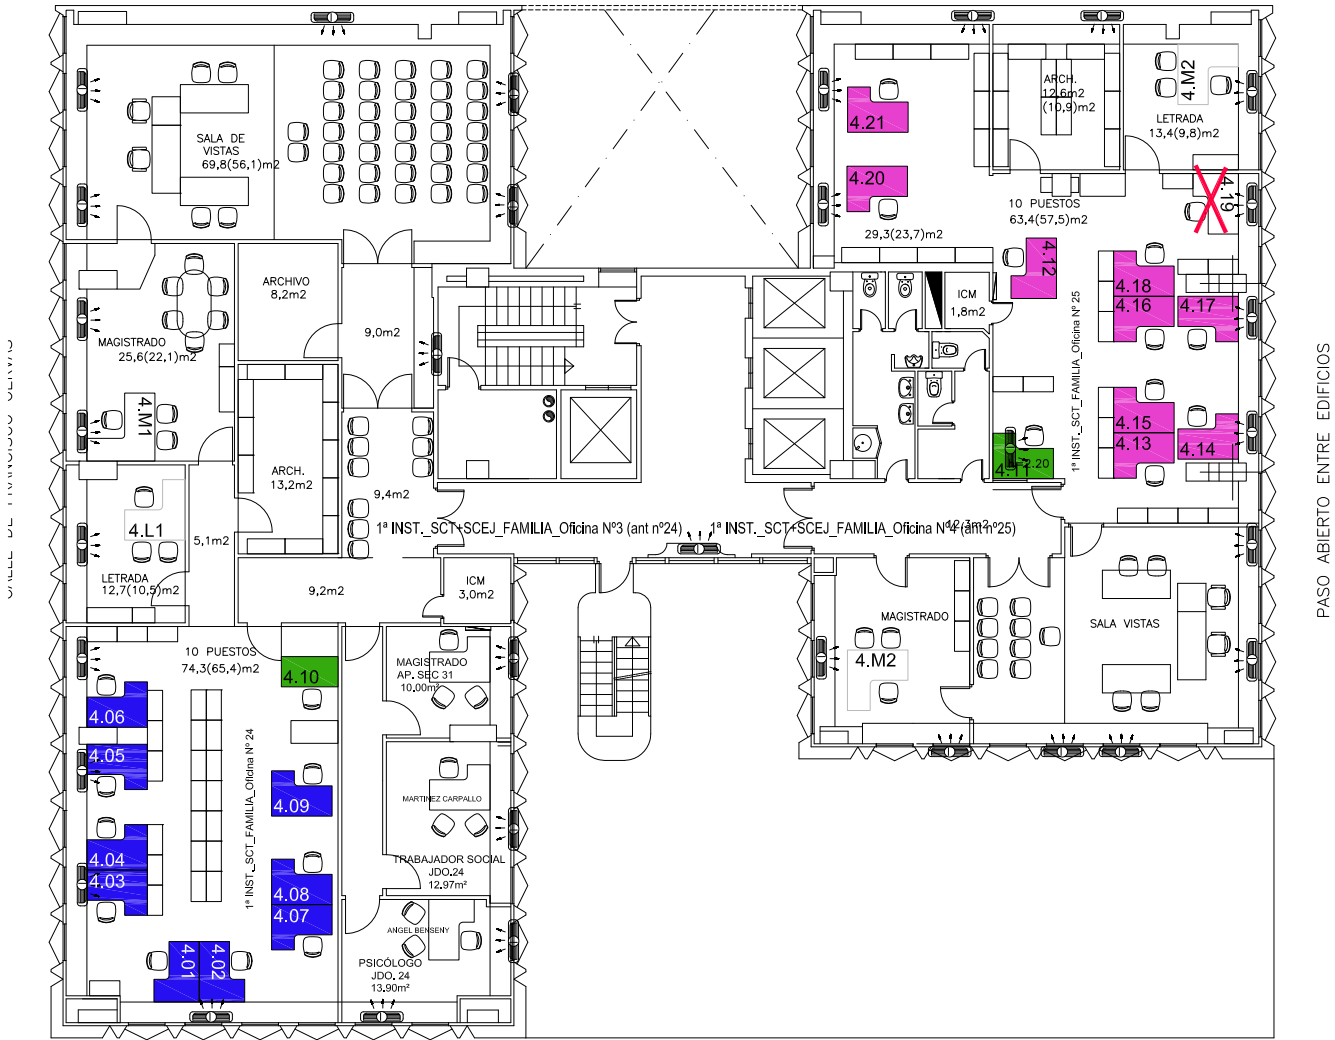 SALA DE
VISTAS
69,8(56,1)m2
4.21
4.20
ARCH.
12,6m2
(10,9)m2
4.M2
LETRADA
13,4(9,8)m2
4.19
10 PUESTOS
63,4(57,5)m2
29,3(23,7)m2
4.12
4.18
4.16
4.17
ARCHIVO
8,2m2
9,0m2
ICM
1,8m2
MAGISTRADO
25,6(22,1)m2
4.M1
1ª INST._SCT_FAMILIA_Oficina Nº 25
4.15
4.13
4.14
4.11
2.20
ARCH.
13,2m2
9,4m2
4.L1
5,1m2
1ª INST._SCT+SCEJ_FAMILIA_Oficina Nº3 (ant nº24)
1ª INST._SCT+SCEJ_FAMILIA_Oficina Nº4 (ant nº25)
LETRADA
12,7(10,5)m2
9,2m2
ICM
3,0m2
PASO ABIERTO ENTRE EDIFICIOS
MAGISTRADO
4.M2
SALA VISTAS
10 PUESTOS
74,3(65,4)m2
4.10
MAGISTRADO
AP. SEC 31
10,00m²
4.06
4.05
4.04
4.03
1ª INST._SCT_FAMILIA_Oficina Nº 24
4.09
4.08
4.07
4.01
4.02
MARTINEZ CARPALLO
TRABAJADOR SOCIAL
JDO.24
12.97m²
ANGEL BENSENY
PSICÓLOGO
JDO. 24
13.90m²